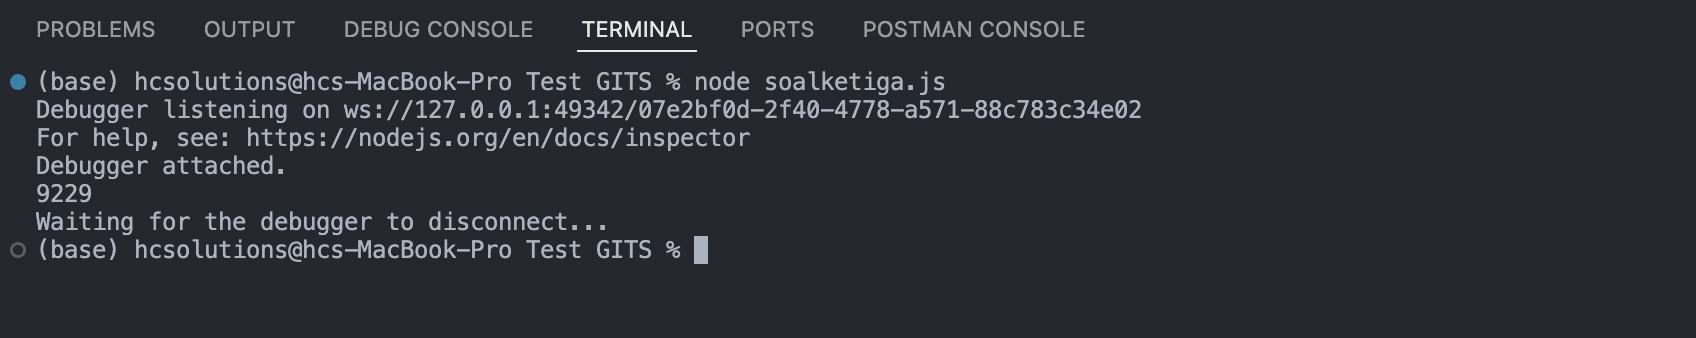 PROBLEMS OUTPUT DEBUG CONSOLE TERMINAL PORTS POSTMAN CONSOLE
(base) hcsolutions@hcs-MacBook-Pro Test GITS % node soalketiga.js
Debugger listening on ws://127.0.0.1:49342/07e2bf0d-2f40-4778-a571-88c783c34e02
For help, see: https://nodejs.org/en/docs/inspector
Debugger attached.
9229
Waiting for the debugger to disconnect...
(base) hcsolutions@hcs-MacBook-Pro Test GITS %